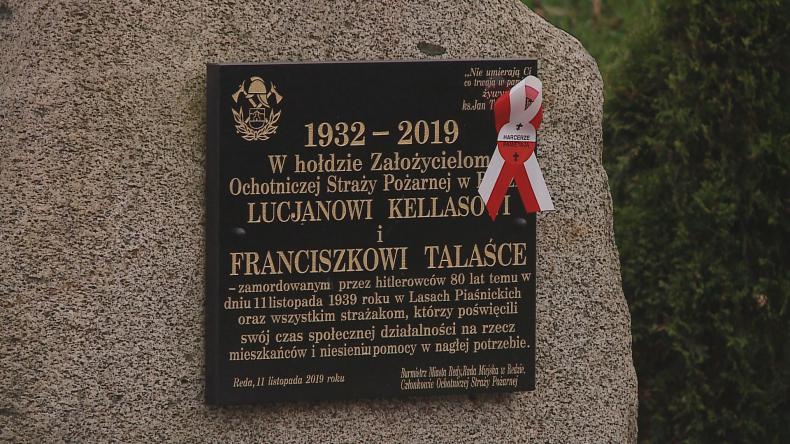 „Nie umierają Ci
co trwają w
ks. Jan
1932 – 2019
W hołdzie Założycielom
Ochotniczej Straży Pożarnej w
LUCJANOWI KELLASOWI
i
FRANCISZKOWI TALAŚCE
– zamordowanym przez hitlerowców 80 lat temu w
dniu 11 listopada 1939 roku w Lasach Piaśnickich
oraz wszystkim strażakom, którzy poświęcili
swój czas społecznej działalności na rzecz
mieszkańców i niesieniu pomocy w nagłej potrzebie.
Reda, 11 listopada 2019 roku
Burmistrz Miasta Redy, Rada Miejska w Redzie,
Członkowie Ochotniczej Straży Pożarnej
HARCERZE
PAMIĘTAJĄ